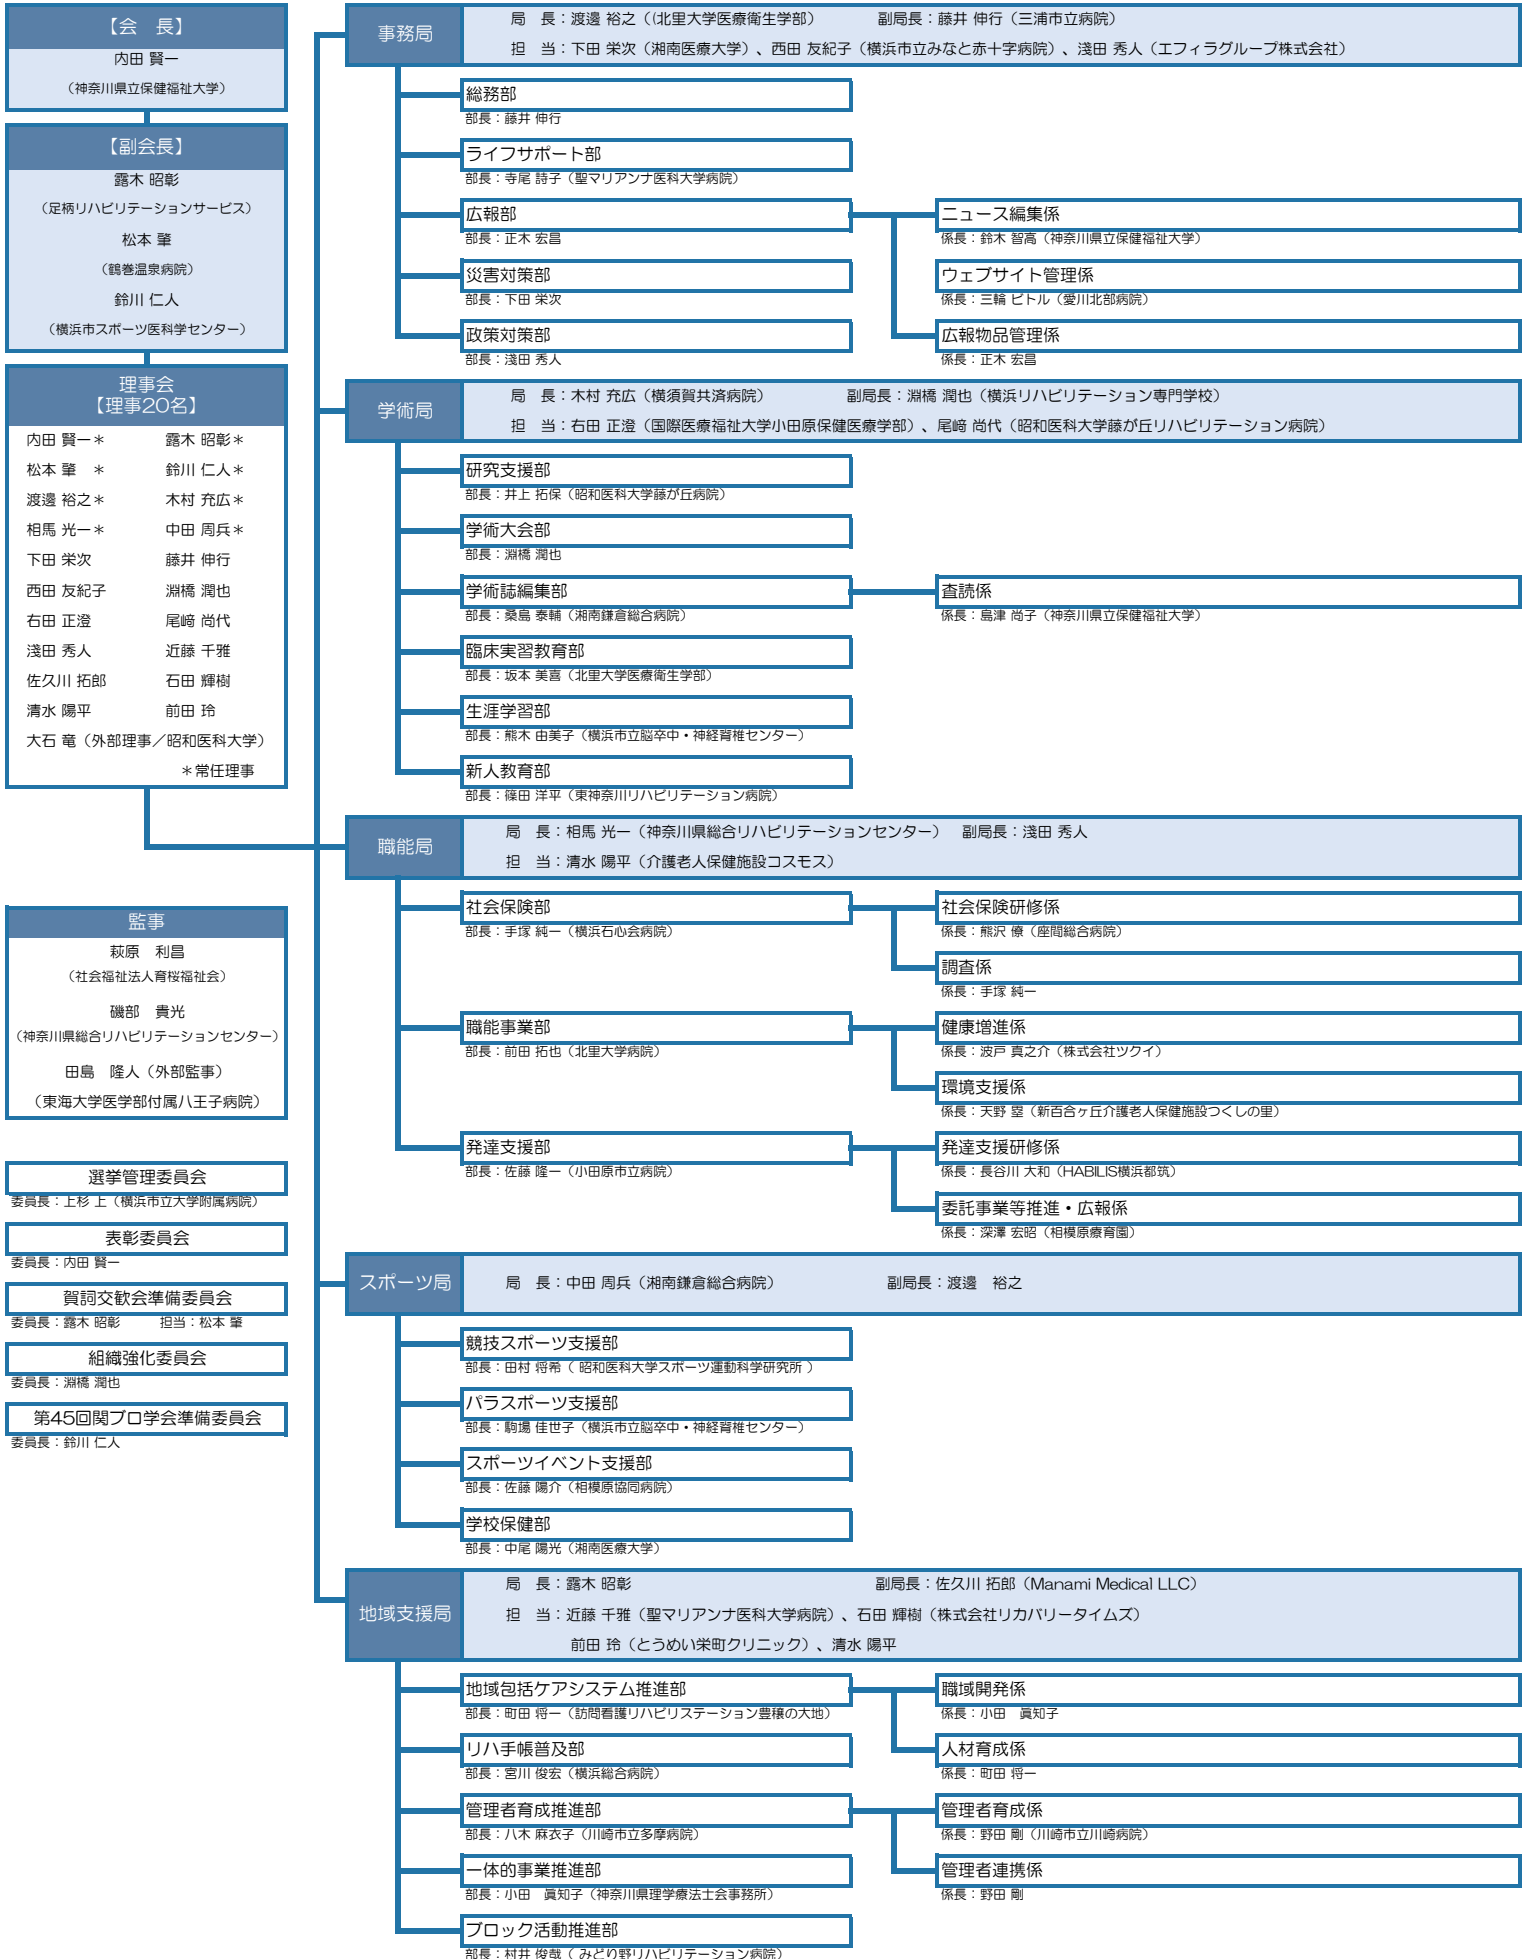 【会　長】
内田 賢一
（神奈川県立保健福祉大学）
【副会長】
露木 昭彰
（足柄リハビリテーションサービス）
松本 肇
（鶴巻温泉病院）
鈴川 仁人
（横浜市スポーツ医科学センター）
理事会
【理事20名】
内田 賢一＊　露木 昭彰＊
松本 肇　＊　鈴川 仁人＊
渡邊 裕之＊　木村 充広＊
相馬 光一＊　中田 周兵＊
下田 栄次　藤井 伸行
西田 友紀子　淵橋 潤也
右田 正澄　尾﨑 尚代
淺田 秀人　近藤 千雅
佐久川 拓郎　石田 輝樹
清水 陽平　前田 玲
大石 竜（外部理事／昭和医科大学）
＊常任理事
監事
萩原　利昌
（社会福祉法人育桜福祉会）
磯部　貴光
（神奈川県総合リハビリテーションセンター）
田島　隆人（外部監事）
（東海大学医学部付属八王子病院）
選挙管理委員会
委員長：上杉 上（横浜市立大学附属病院）
表彰委員会
委員長：内田 賢一
賀詞交歓会準備委員会
委員長：露木 昭彰　担当：松本 肇
組織強化委員会
委員長：淵橋 潤也
第45回関ブロ学会準備委員会
委員長：鈴川 仁人
事務局
局　長：渡邊 裕之（(北里大学医療衛生学部）　副局長：藤井 伸行（三浦市立病院）
担　当：下田 栄次（湘南医療大学）、西田 友紀子（横浜市立みなと赤十字病院）、淺田 秀人（エフィラグループ株式会社）
総務部
部長：藤井 伸行
ライフサポート部
部長：寺尾 詩子（聖マリアンナ医科大学病院）
広報部
部長：正木 宏昌
ニュース編集係
係長：鈴木 智高（神奈川県立保健福祉大学）
災害対策部
部長：下田 栄次
ウェブサイト管理係
係長：三輪 ビトル（愛川北部病院）
政策対策部
部長：淺田 秀人
広報物品管理係
係長：正木 宏昌
学術局
局　長：木村 充広（横須賀共済病院）　副局長：淵橋 潤也（横浜リハビリテーション専門学校）
担　当：右田 正澄（国際医療福祉大学小田原保健医療学部）、尾﨑 尚代（昭和医科大学藤が丘リハビリテーション病院）
研究支援部
部長：井上 拓保（昭和医科大学藤が丘病院）
学術大会部
部長：淵橋 潤也
学術誌編集部
部長：桑島 泰輔（湘南鎌倉総合病院）
査読係
係長：島津 尚子（神奈川県立保健福祉大学）
臨床実習教育部
部長：坂本 美喜（北里大学医療衛生学部）
生涯学習部
部長：熊木 由美子（横浜市立脳卒中・神経脊椎センター）
新人教育部
部長：篠田 洋平（東神奈川リハビリテーション病院）
職能局
局　長：相馬 光一（神奈川県総合リハビリテーションセンター）　副局長：淺田 秀人
担　当：清水 陽平（介護老人保健施設コスモス）
社会保険部
部長：手塚 純一（横浜石心会病院）
社会保険研修係
係長：熊沢 僚（座間総合病院）
調査係
係長：手塚 純一
職能事業部
部長：前田 拓也（北里大学病院）
健康増進係
係長：波戸 真之介（株式会社ツクイ）
環境支援係
係長：天野 塁（新百合ヶ丘介護老人保健施設つくしの里）
発達支援部
部長：佐藤 隆一（小田原市立病院）
発達支援研修係
係長：長谷川 大和（HABILIS横浜都筑）
委託事業等推進・広報係
係長：深澤 宏昭（相模原療育園）
スポーツ局
局　長：中田 周兵（湘南鎌倉総合病院）　副局長：渡邊　裕之
競技スポーツ支援部
部長：田村 将希（ 昭和医科大学スポーツ運動科学研究所 ）
パラスポーツ支援部
部長：駒場 佳世子（横浜市立脳卒中・神経脊椎センター）
スポーツイベント支援部
部長：佐藤 陽介（相模原協同病院）
学校保健部
部長：中尾 陽光（湘南医療大学）
地域支援局
局　長：露木 昭彰　副局長：佐久川 拓郎（Manami Medical LLC）
担　当：近藤 千雅（聖マリアンナ医科大学病院）、石田 輝樹（株式会社リカバリータイムズ）
前田 玲（とうめい栄町クリニック）、清水 陽平
地域包括ケアシステム推進部
部長：町田 将一（訪問看護リハビリステーション豊穣の大地）
職域開発係
係長：小田　眞知子
リハ手帳普及部
部長：宮川 俊宏（横浜総合病院）
人材育成係
係長：町田 将一
管理者育成推進部
部長：八木 麻衣子（川崎市立多摩病院）
管理者育成係
係長：野田 剛（川崎市立川崎病院）
一体的事業推進部
部長：小田　眞知子（神奈川県理学療法士会事務所）
管理者連携係
係長：野田 剛
ブロック活動推進部
部長：村井 俊哉（ みどり野リハビリテーション病院）